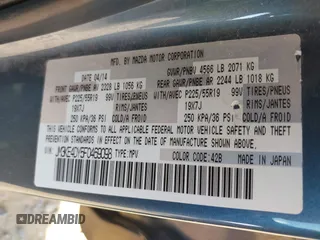 MFD. BY: MAZDA MOTOR CORPORATION
DATE 04/14 GVWR/PNBV 4566 LB 2071 KG
FR GAWR/PNBE AV 2328 LB 1056 KG RR GAWR/PNBE AR 2244 LB 1018 KG
WITH/AVEC P225/55R19 99V TIRES/PNEUS WITH/AVEC P225/55R19 99V TIRES/PNEUS
19X7J RIMS/JANTES 19X7J RIMS/JANTES
250 KPA/36 PSI COLD/A FROID 250 KPA/36 PSI COLD/A FROID
THIS VEHICLE CONFORMS TO ALL APPLICABLE FEDERAL MOTOR
VEHICLE SAFETY, BUMPER, AND THEFT PREVENTION STANDARDS
IN EFFECT ON THE DATE OF MANUFACTURE SHOWN ABOVE.
TYPE:MPV COLOR CODE:42B